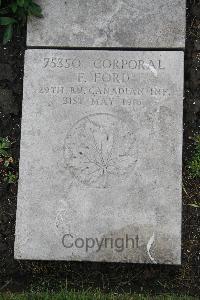 75350 CORPORAL
F. FORD
29TH BN. CANADIAN INF.
31ST MAY 1916
Copyright